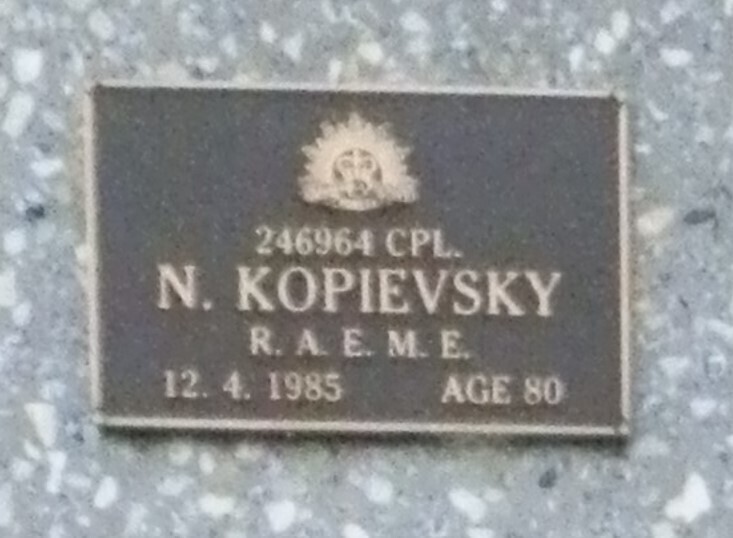 246964 CPL.
N. KOPIEVSKY
R. A. E. M. E.
12. 4. 1985 AGE 80